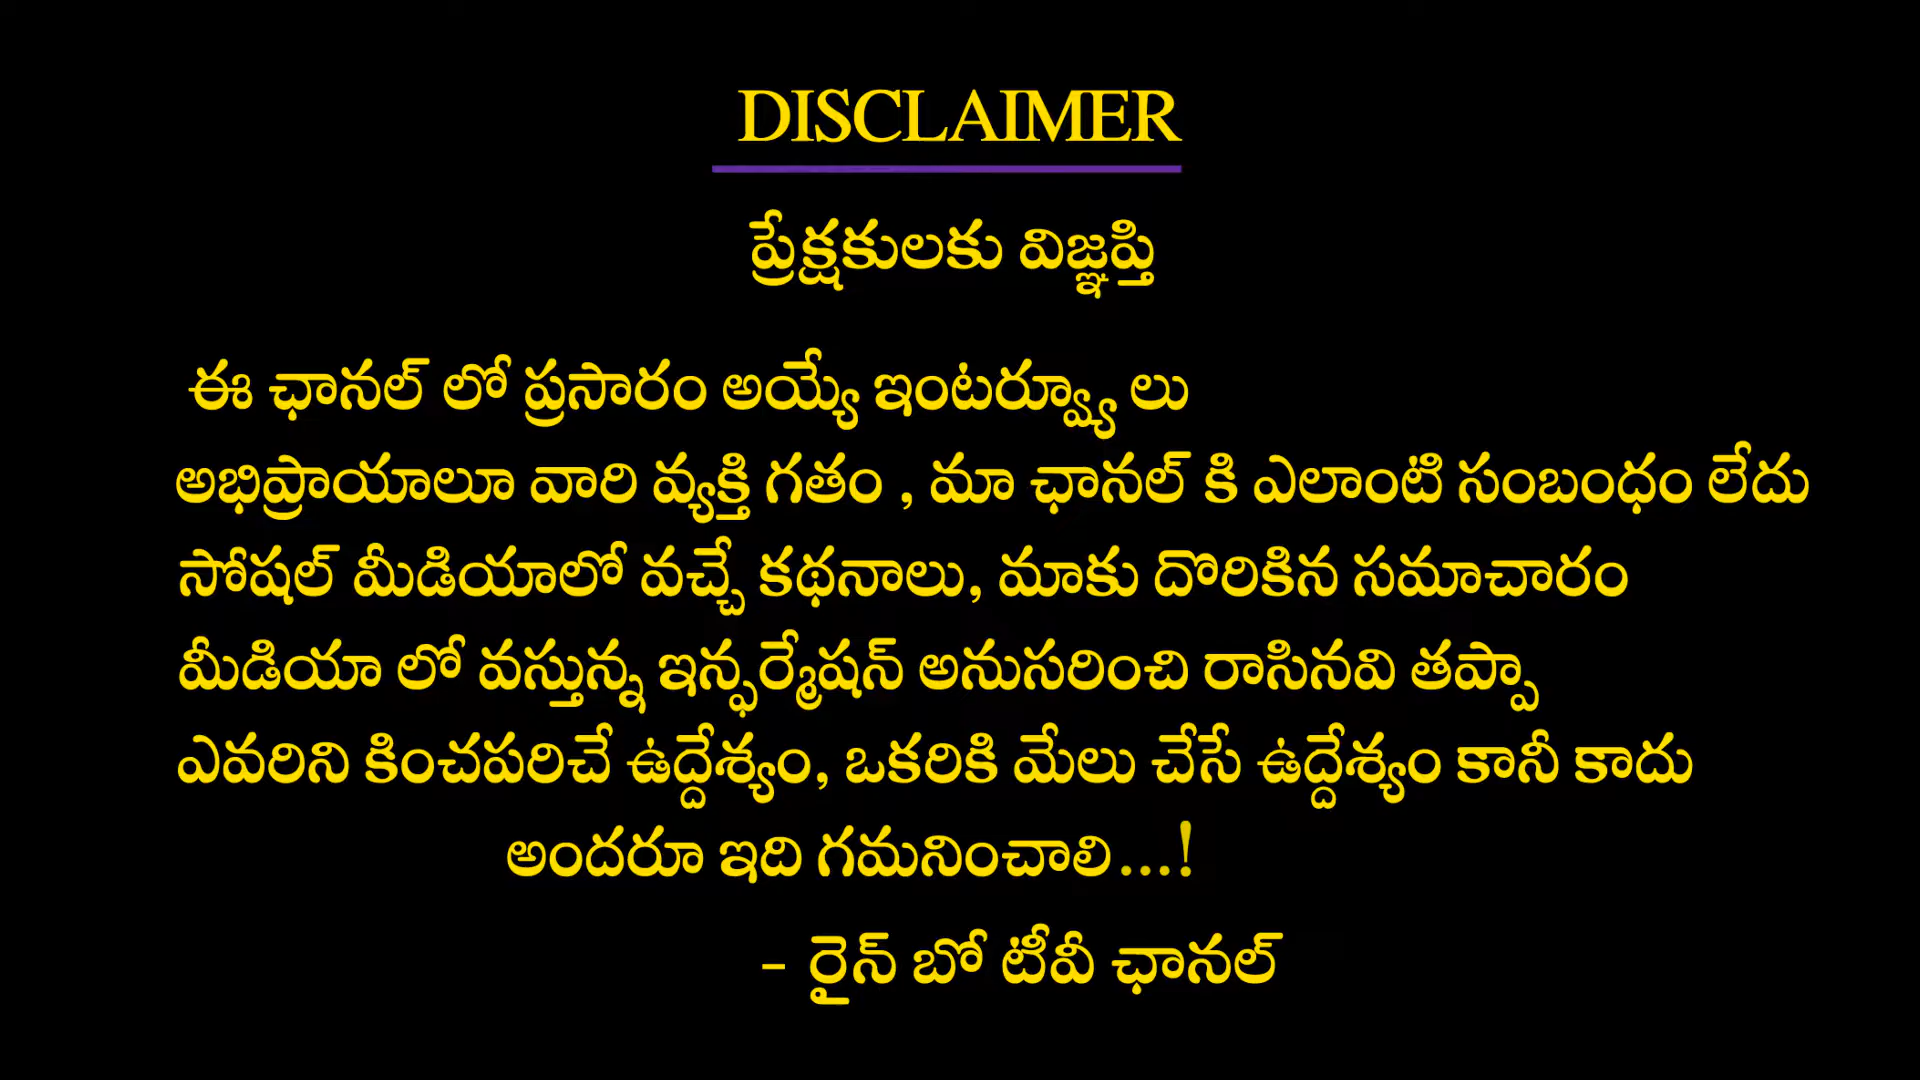 DISCLAIMER
ప్రేక్షకులకు విజ్ఞప్తి
ఈ ఛానల్ లో ప్రసారం అయ్యే ఇంటర్వ్యూ లు
అభిప్రాయాలూ వారి వ్యక్తి గతం , మా ఛానల్ కి ఎలాంటి సంబంధం లేదు
సోషల్ మీడియాలో వచ్చే కథనాలు, మాకు దొరికిన సమాచారం
మీడియా లో వస్తున్న ఇన్ఫర్మేషన్ అనుసరించి రాసినవి తప్పా
ఎవరిని కించపరిచే ఉద్దేశ్యం, ఒకరికి మేలు చేసే ఉద్దేశ్యం కానీ కాదు
అందరూ ఇది గమనించాలి...!
- రైన్ బో టీవీ ఛానల్